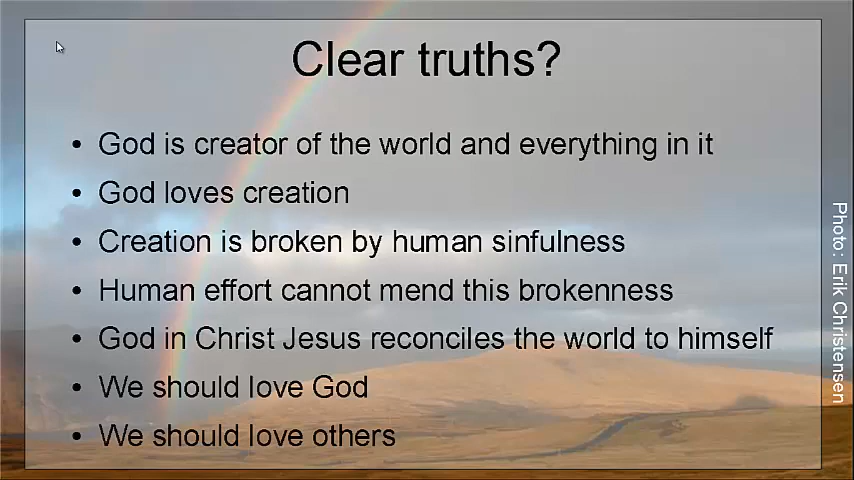 Clear truths?
• God is creator of the world and everything in it
• God loves creation
• Creation is broken by human sinfulness
• Human effort cannot mend this brokenness
• God in Christ Jesus reconciles the world to himself
• We should love God
• We should love others
Photo: Erik Christensen